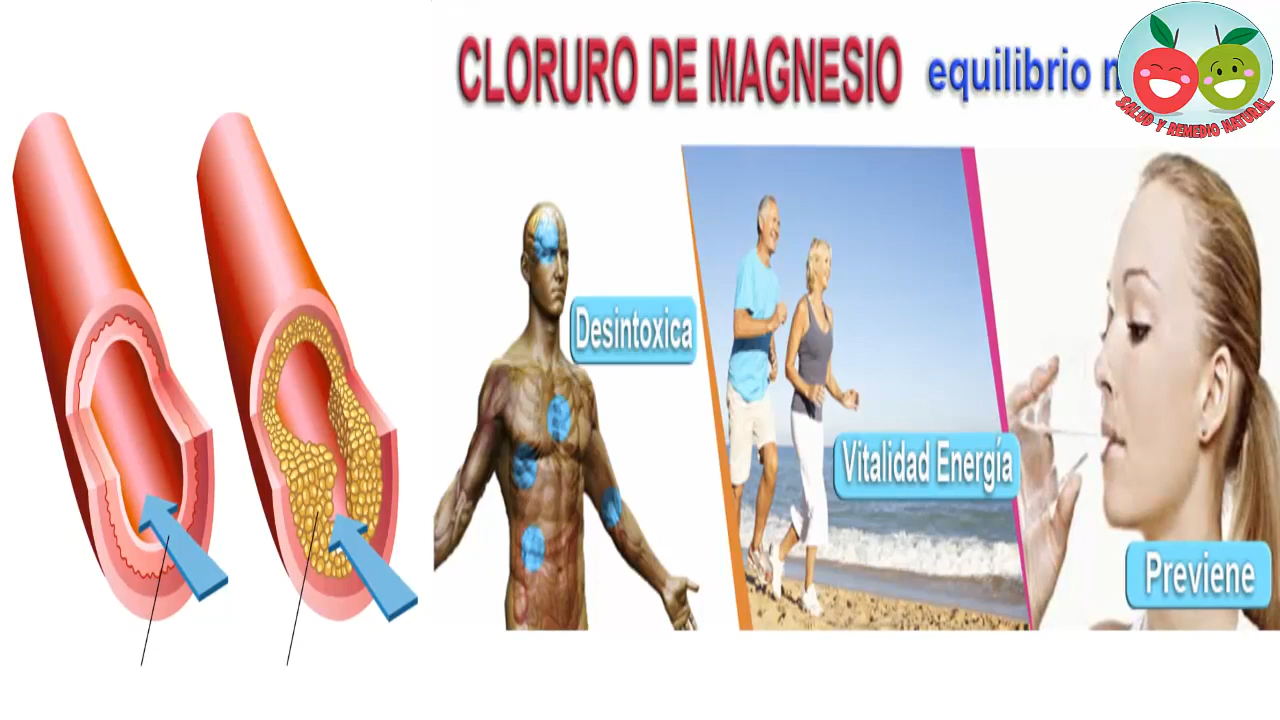 CLORURO DE MAGNESIO equilibrio
SALUD Y REMEDIO NATURAL
Desintoxica
Vitalidad Energía
Previene